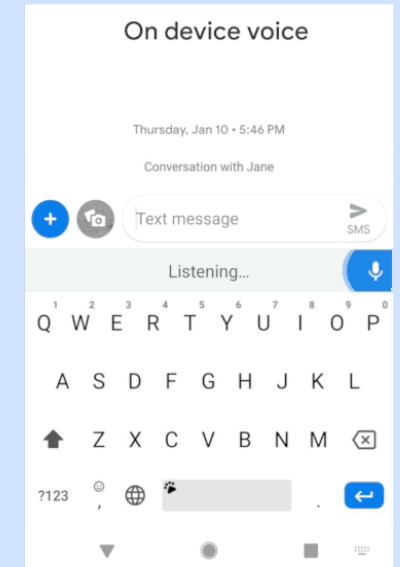 On device voice
Thursday, Jan 10 • 5:46 PM
Conversation with Jane
Text message
SMS
Listening...
1 2 3 4 5 6 7 8 9 0
Q W E R T Y U I O P
A S D F G H J K L
Z X C V B N M
?123 , .